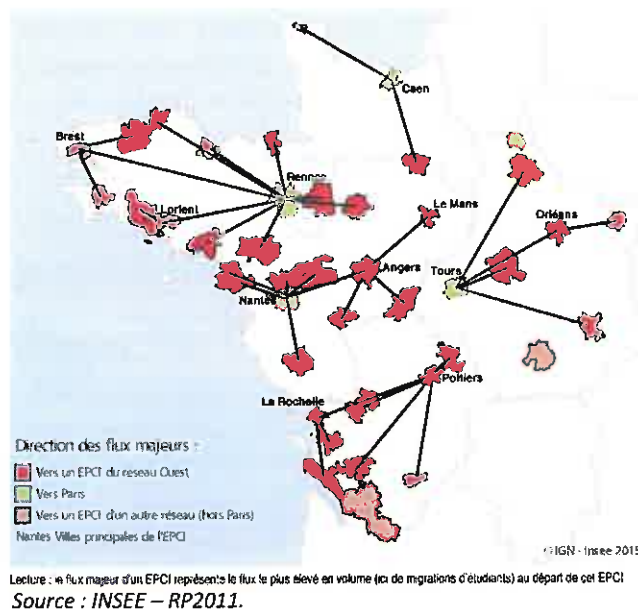 Caen
Brest
Rennes
Lorient
Le Mans
Orléans
Angers
Tours
Nantes
Poitiers
La Rochelle
Direction des flux majeurs :
Vers un EPCI du reseau Ouest
Vers Paris
Vers un EPCI d'un autre réseau (hors Paris)
Nantes Villes principales de l'EPCI
©IGN - Insee 2015
Lecture : le flux majeur d'un EPCI représente le flux le plus élevé en volume (ici de migrations d'étudiants) au départ de cet EPCI
Source : INSEE – RP2011.